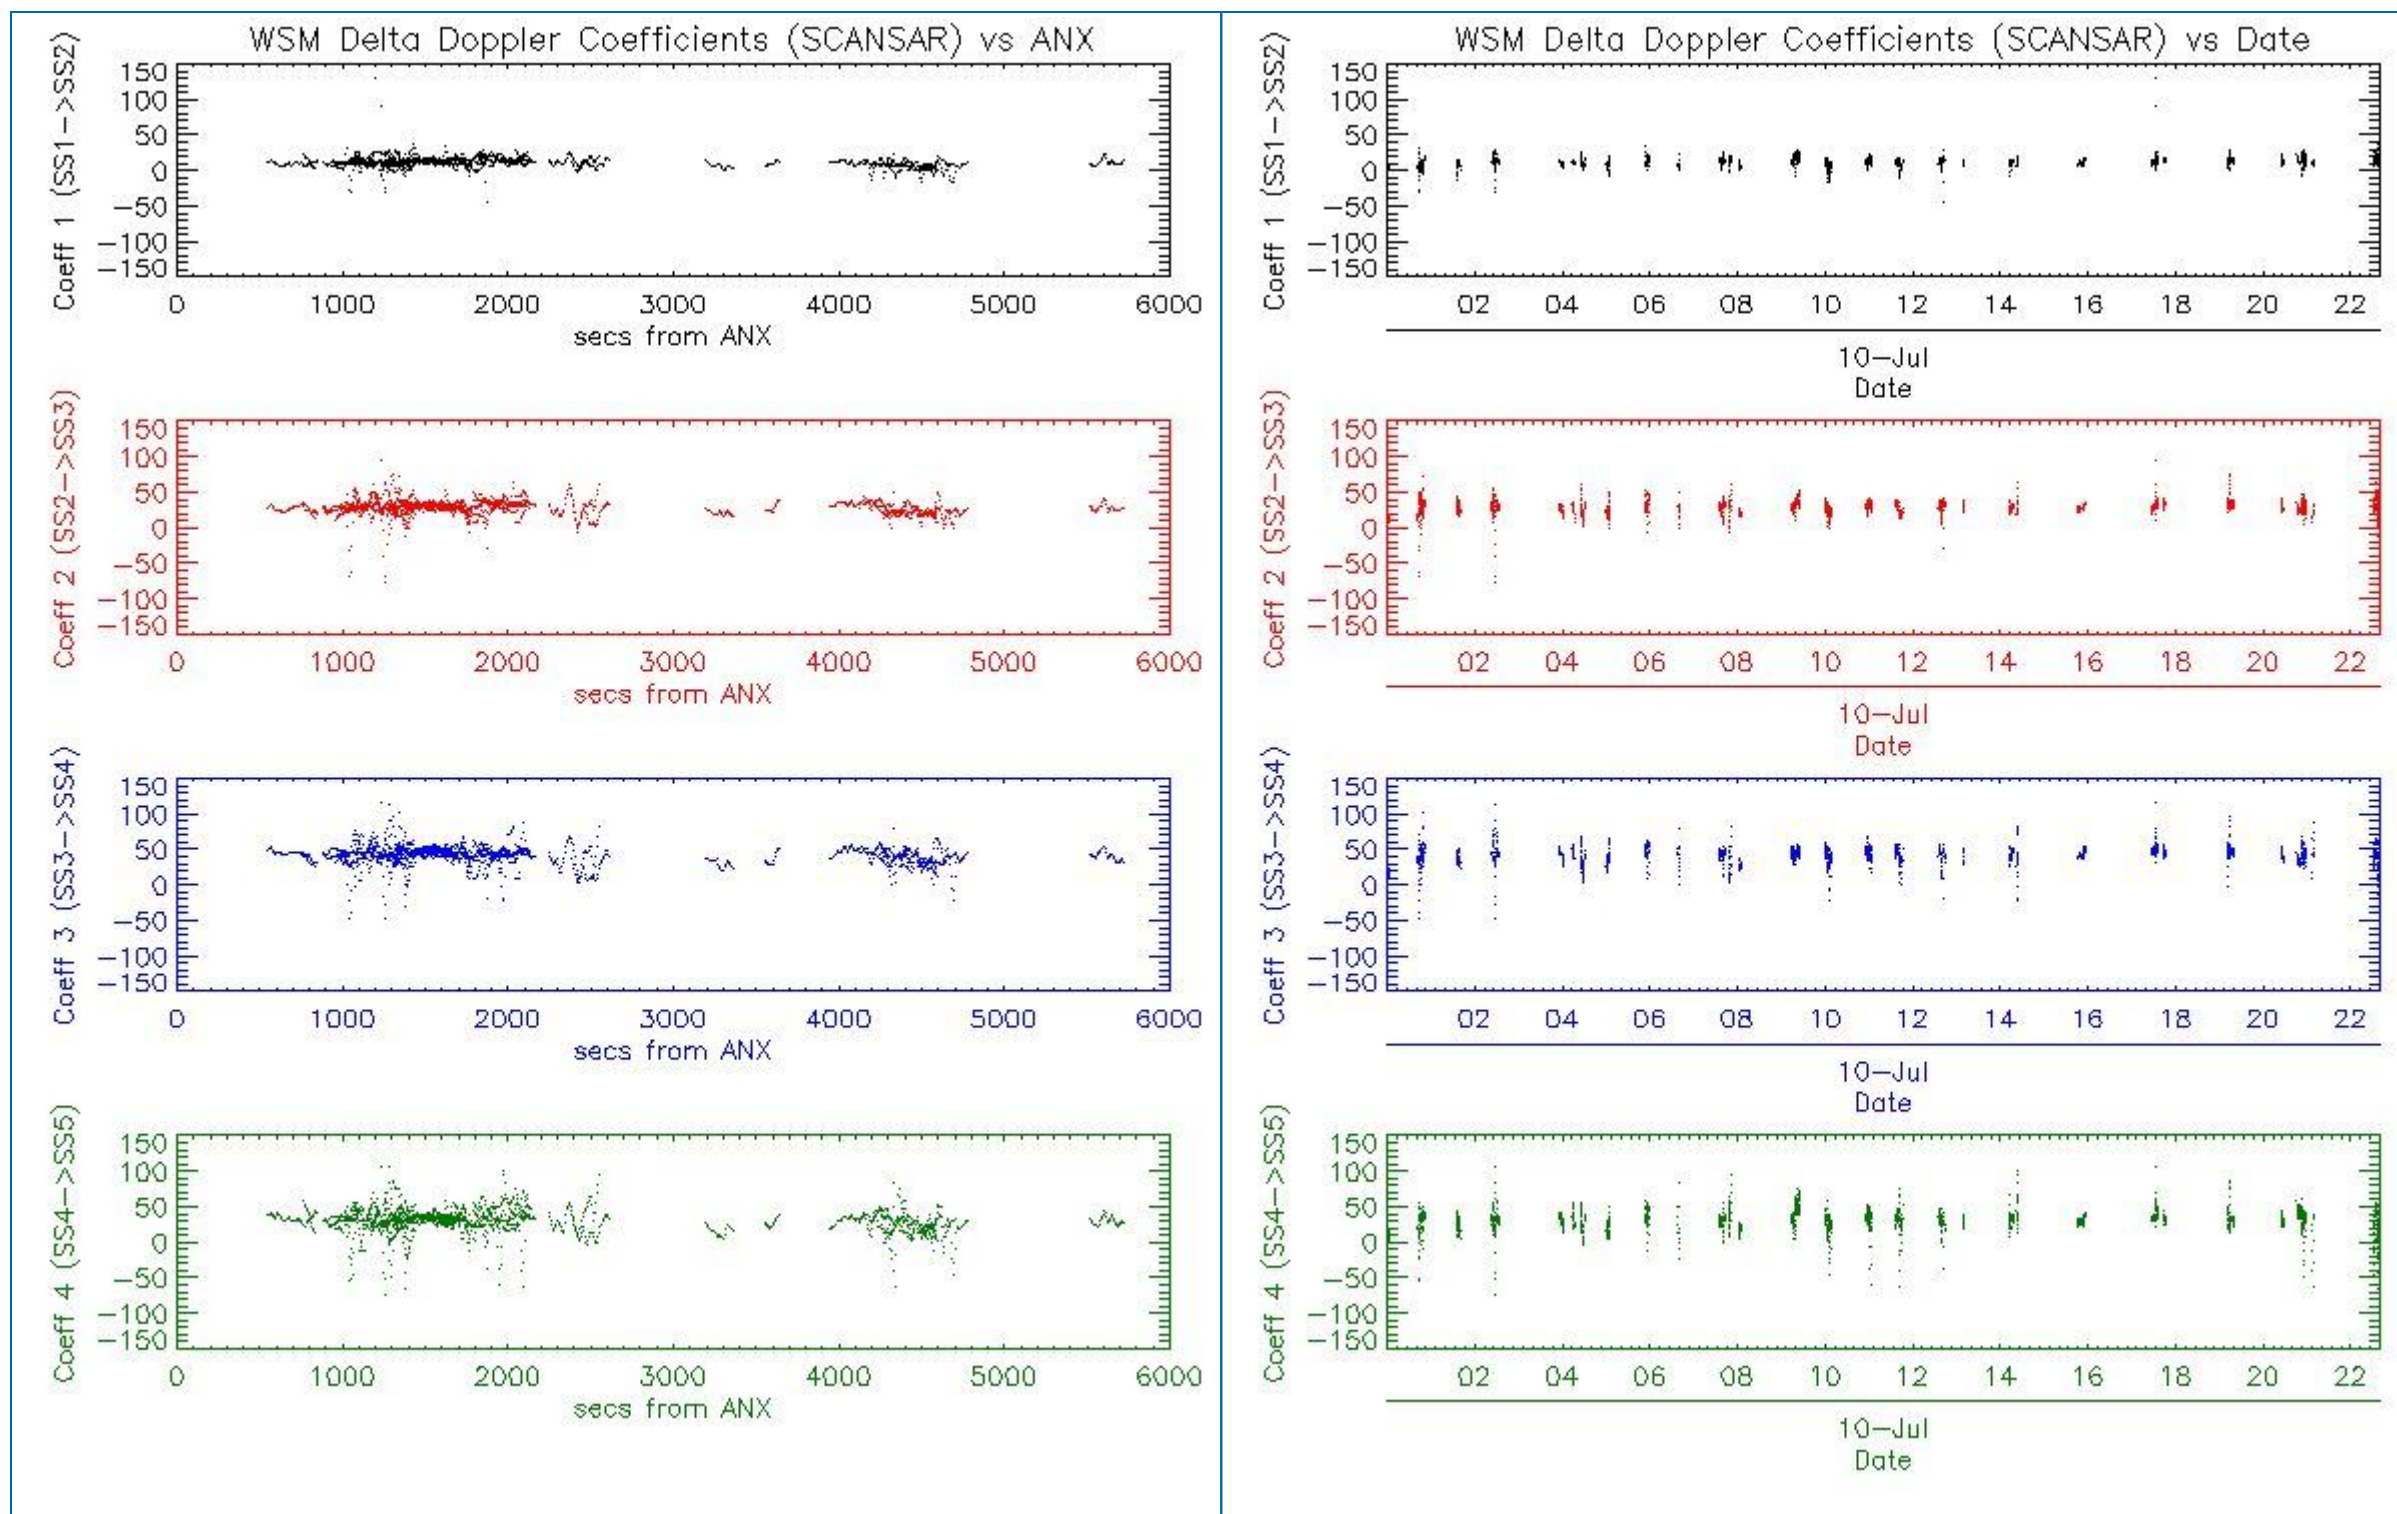 WSM Delta Doppler Coefficients (SCANSAR) vs ANX
Coeff 1 (SS1->SS2)
150
100
50
0
-50
-100
-150
0 1000 2000 3000 4000 5000 6000
secs from ANX
Coeff 2 (SS2->SS3)
150
100
50
0
-50
-100
-150
0 1000 2000 3000 4000 5000 6000
secs from ANX
Coeff 3 (SS3->SS4)
150
100
50
0
-50
-100
-150
0 1000 2000 3000 4000 5000 6000
secs from ANX
Coeff 4 (SS4->SS5)
150
100
50
0
-50
-100
-150
0 1000 2000 3000 4000 5000 6000
secs from ANX
WSM Delta Doppler Coefficients (SCANSAR) vs Date
Coeff 1 (SS1->SS2)
150
100
50
0
-50
-100
-150
02 04 06 08 10 12 14 16 18 20 22
10-Jul
Date
Coeff 2 (SS2->SS3)
150
100
50
0
-50
-100
-150
02 04 06 08 10 12 14 16 18 20 22
10-Jul
Date
Coeff 3 (SS3->SS4)
150
100
50
0
-50
-100
-150
02 04 06 08 10 12 14 16 18 20 22
10-Jul
Date
Coeff 4 (SS4->SS5)
150
100
50
0
-50
-100
-150
02 04 06 08 10 12 14 16 18 20 22
10-Jul
Date